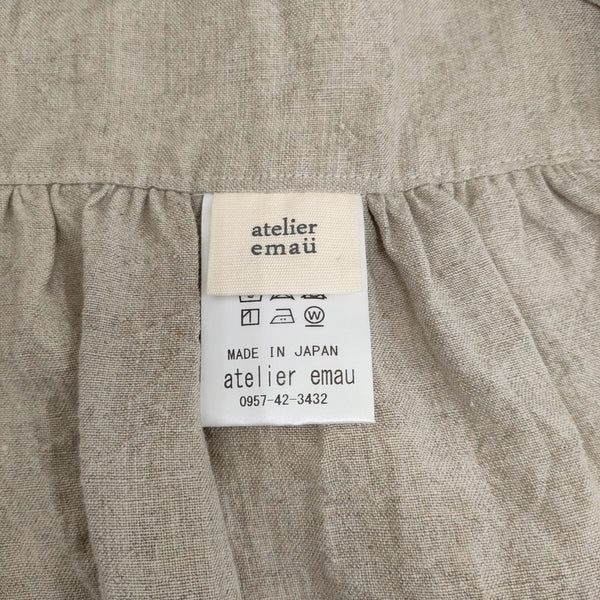 atelier
emaü
W
MADE IN JAPAN
atelier emau
0957-42-3432